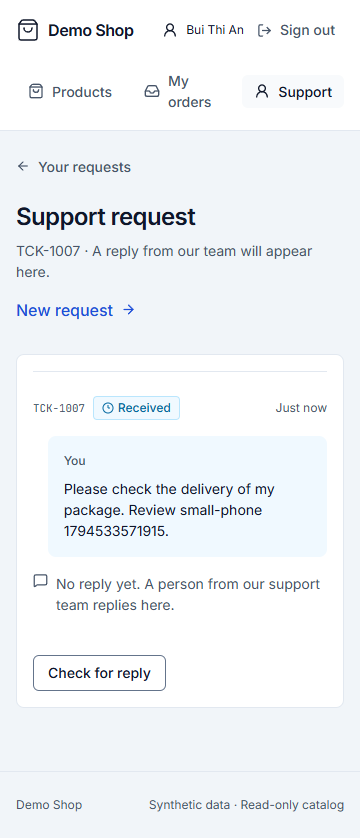 Demo Shop
Bui Thi An
Sign out
Products
My
orders
Support
Your requests
Support request
TCK-1007 · A reply from our team will appear
here.
New request
TCK-1007
Received
Just now
You
Please check the delivery of my
package. Review small-phone
1794533571915.
No reply yet. A person from our support
team replies here.
Check for reply
Demo Shop
Synthetic data · Read-only catalog